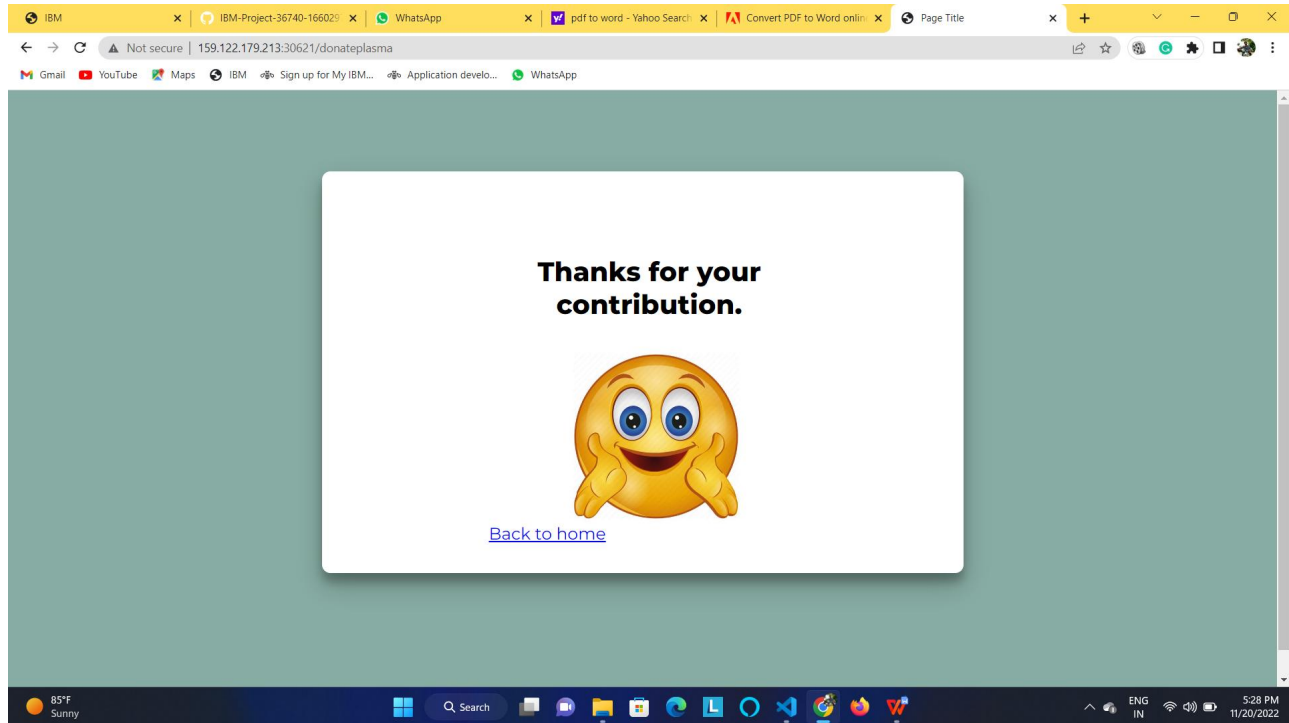 IBM
IBM-Project-36740-166029
WhatsApp
pdf to word - Yahoo Search
Convert PDF to Word onlin
Page Title
Not secure | 159.122.179.213:30621/donateplasma
Gmail
YouTube
Maps
IBM
Sign up for My IBM...
Application develo...
WhatsApp
Thanks for your
contribution.
Back to home
85°F
Sunny
Search
ENG
IN
5:28 PM
11/20/2022